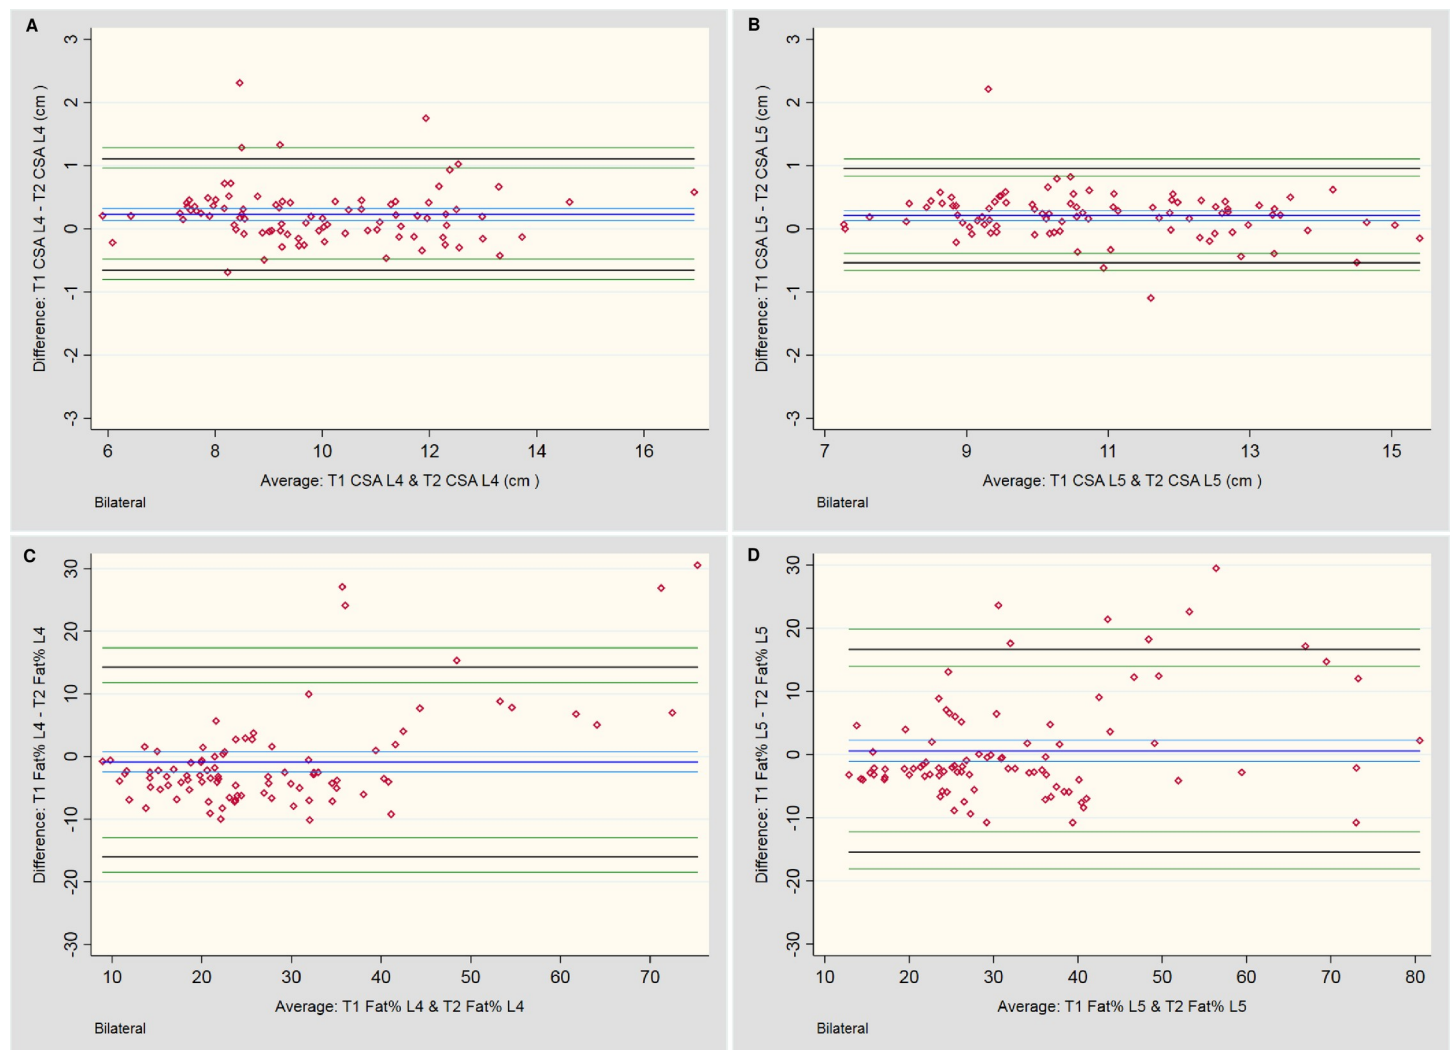 A
3
2
1
0
-1
-2
-3
Difference: T1 CSA L4 - T2 CSA L4 (cm )
6 8 10 12 14 16
Average: T1 CSA L4 & T2 CSA L4 (cm )
Bilateral
B
3
2
1
0
-1
-2
-3
Difference: T1 CSA L5 - T2 CSA L5 (cm )
7 9 11 13 15
Average: T1 CSA L5 & T2 CSA L5 (cm )
Bilateral
C
30
20
10
0
-10
-20
-30
Difference: T1 Fat% L4 - T2 Fat% L4
10 20 30 40 50 60 70
Average: T1 Fat% L4 & T2 Fat% L4
Bilateral
D
30
20
10
0
-10
-20
-30
Difference: T1 Fat% L5 - T2 Fat% L5
10 20 30 40 50 60 70 80
Average: T1 Fat% L5 & T2 Fat% L5
Bilateral